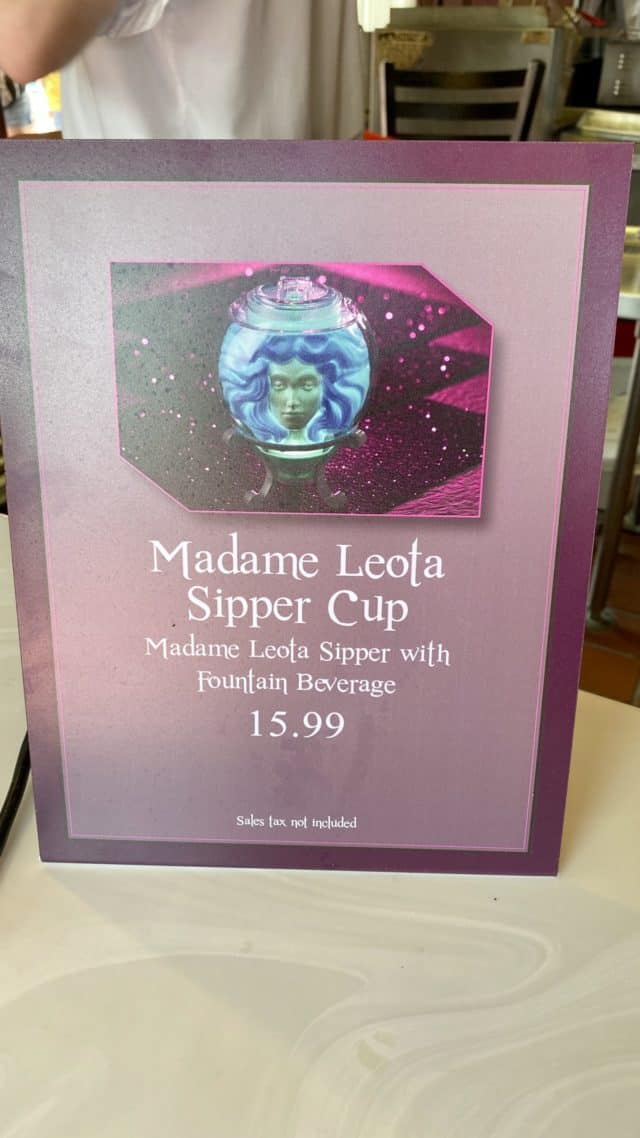 Madame Leota
Sipper Cup
Madame Leota Sipper with
Fountain Beverage
15.99
Sales tax not included